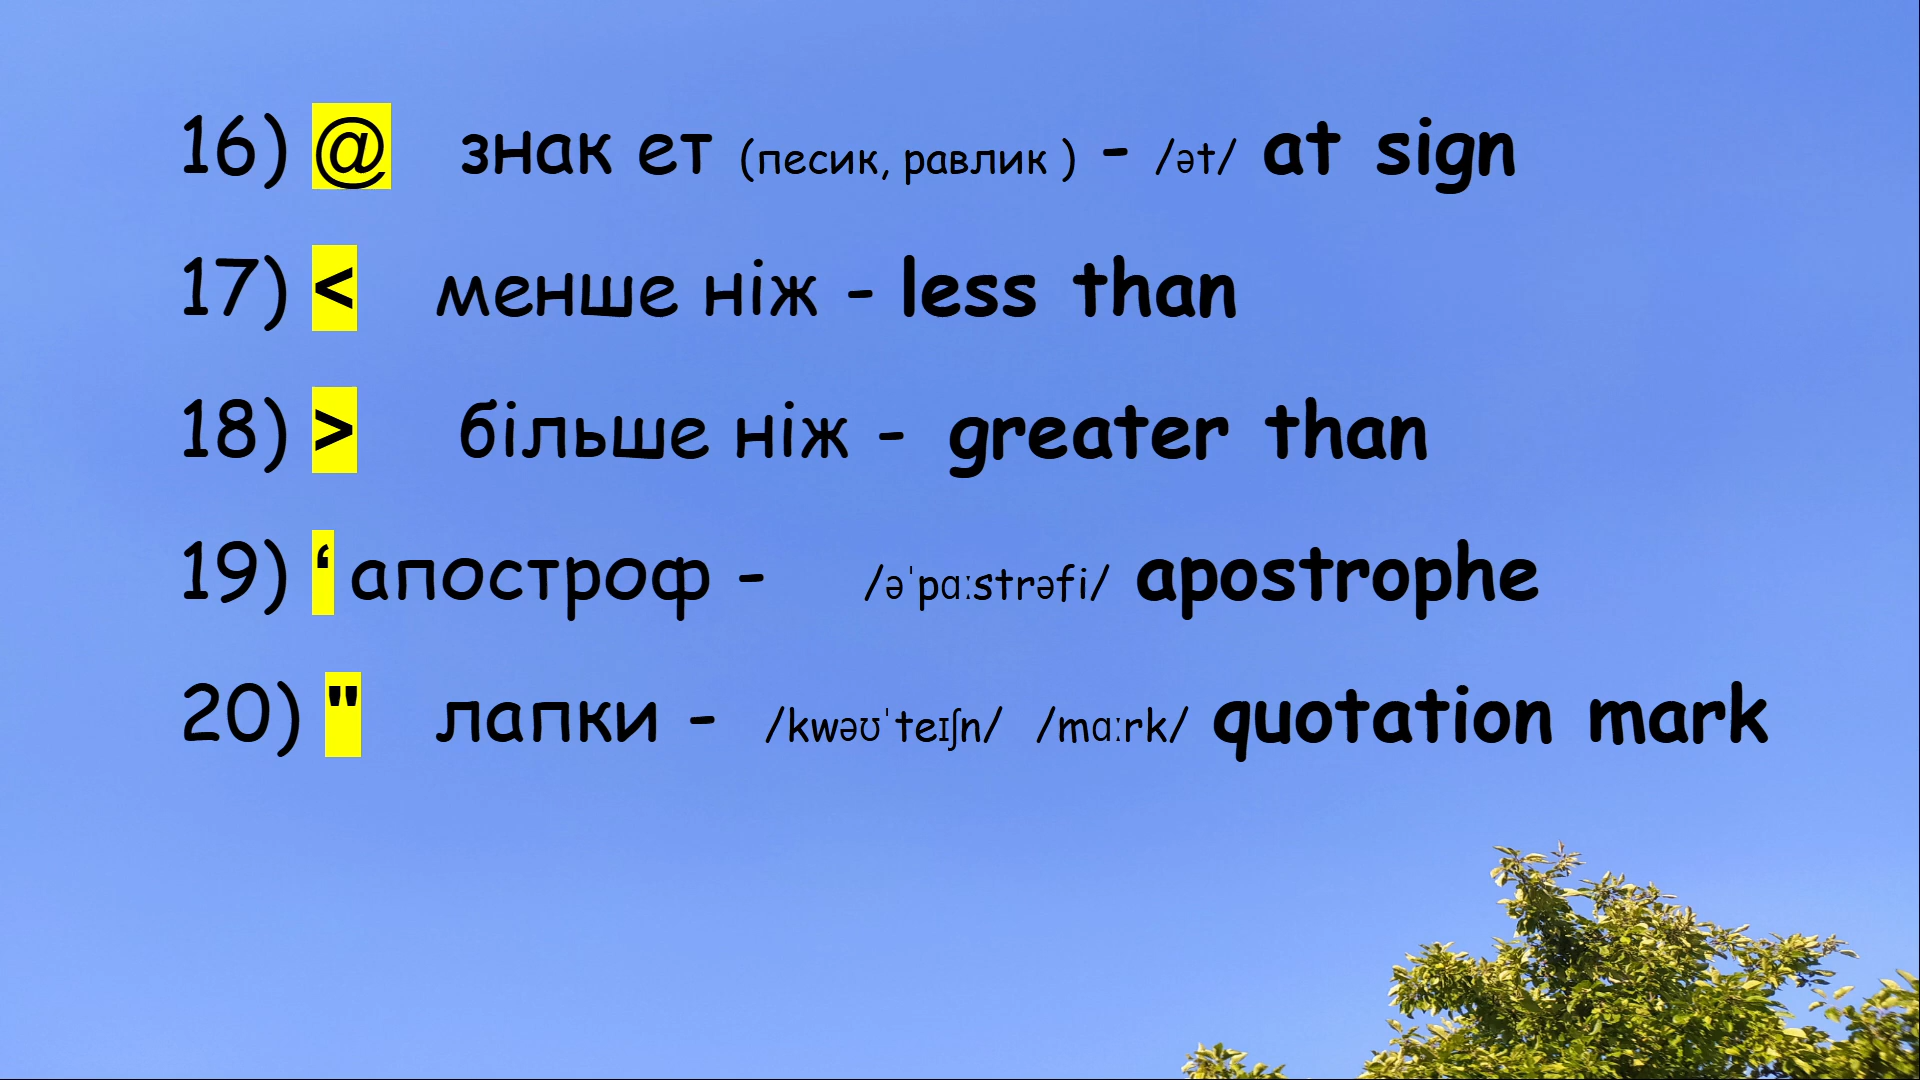 16) @ знак ет (песик, равлик ) - /ət/ at sign
17) < менше ніж - less than
18) > більше ніж - greater than
19) ‘ апостроф - /əˈpɑːstrəfi/ apostrophe
20) " лапки - /kwəʊˈteɪʃn/ /mɑːrk/ quotation mark